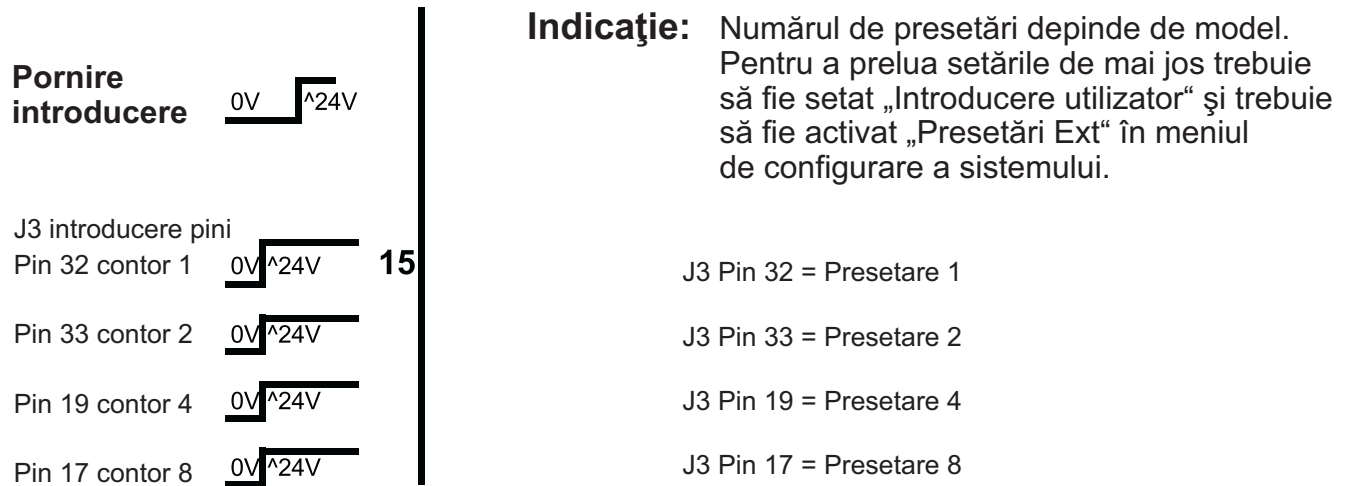 Indicaţie: Numărul de presetări depinde de model.
Pentru a prelua setările de mai jos trebuie
să fie setat „Introducere utilizator“ şi trebuie
să fie activat „Presetări Ext“ în meniul
de configurare a sistemului.
Pornire
introducere 0V ^24V
J3 introducere pini
Pin 32 contor 1 0V ^24V 15 J3 Pin 32 = Presetare 1
Pin 33 contor 2 0V ^24V J3 Pin 33 = Presetare 2
Pin 19 contor 4 0V ^24V J3 Pin 19 = Presetare 4
Pin 17 contor 8 0V ^24V J3 Pin 17 = Presetare 8